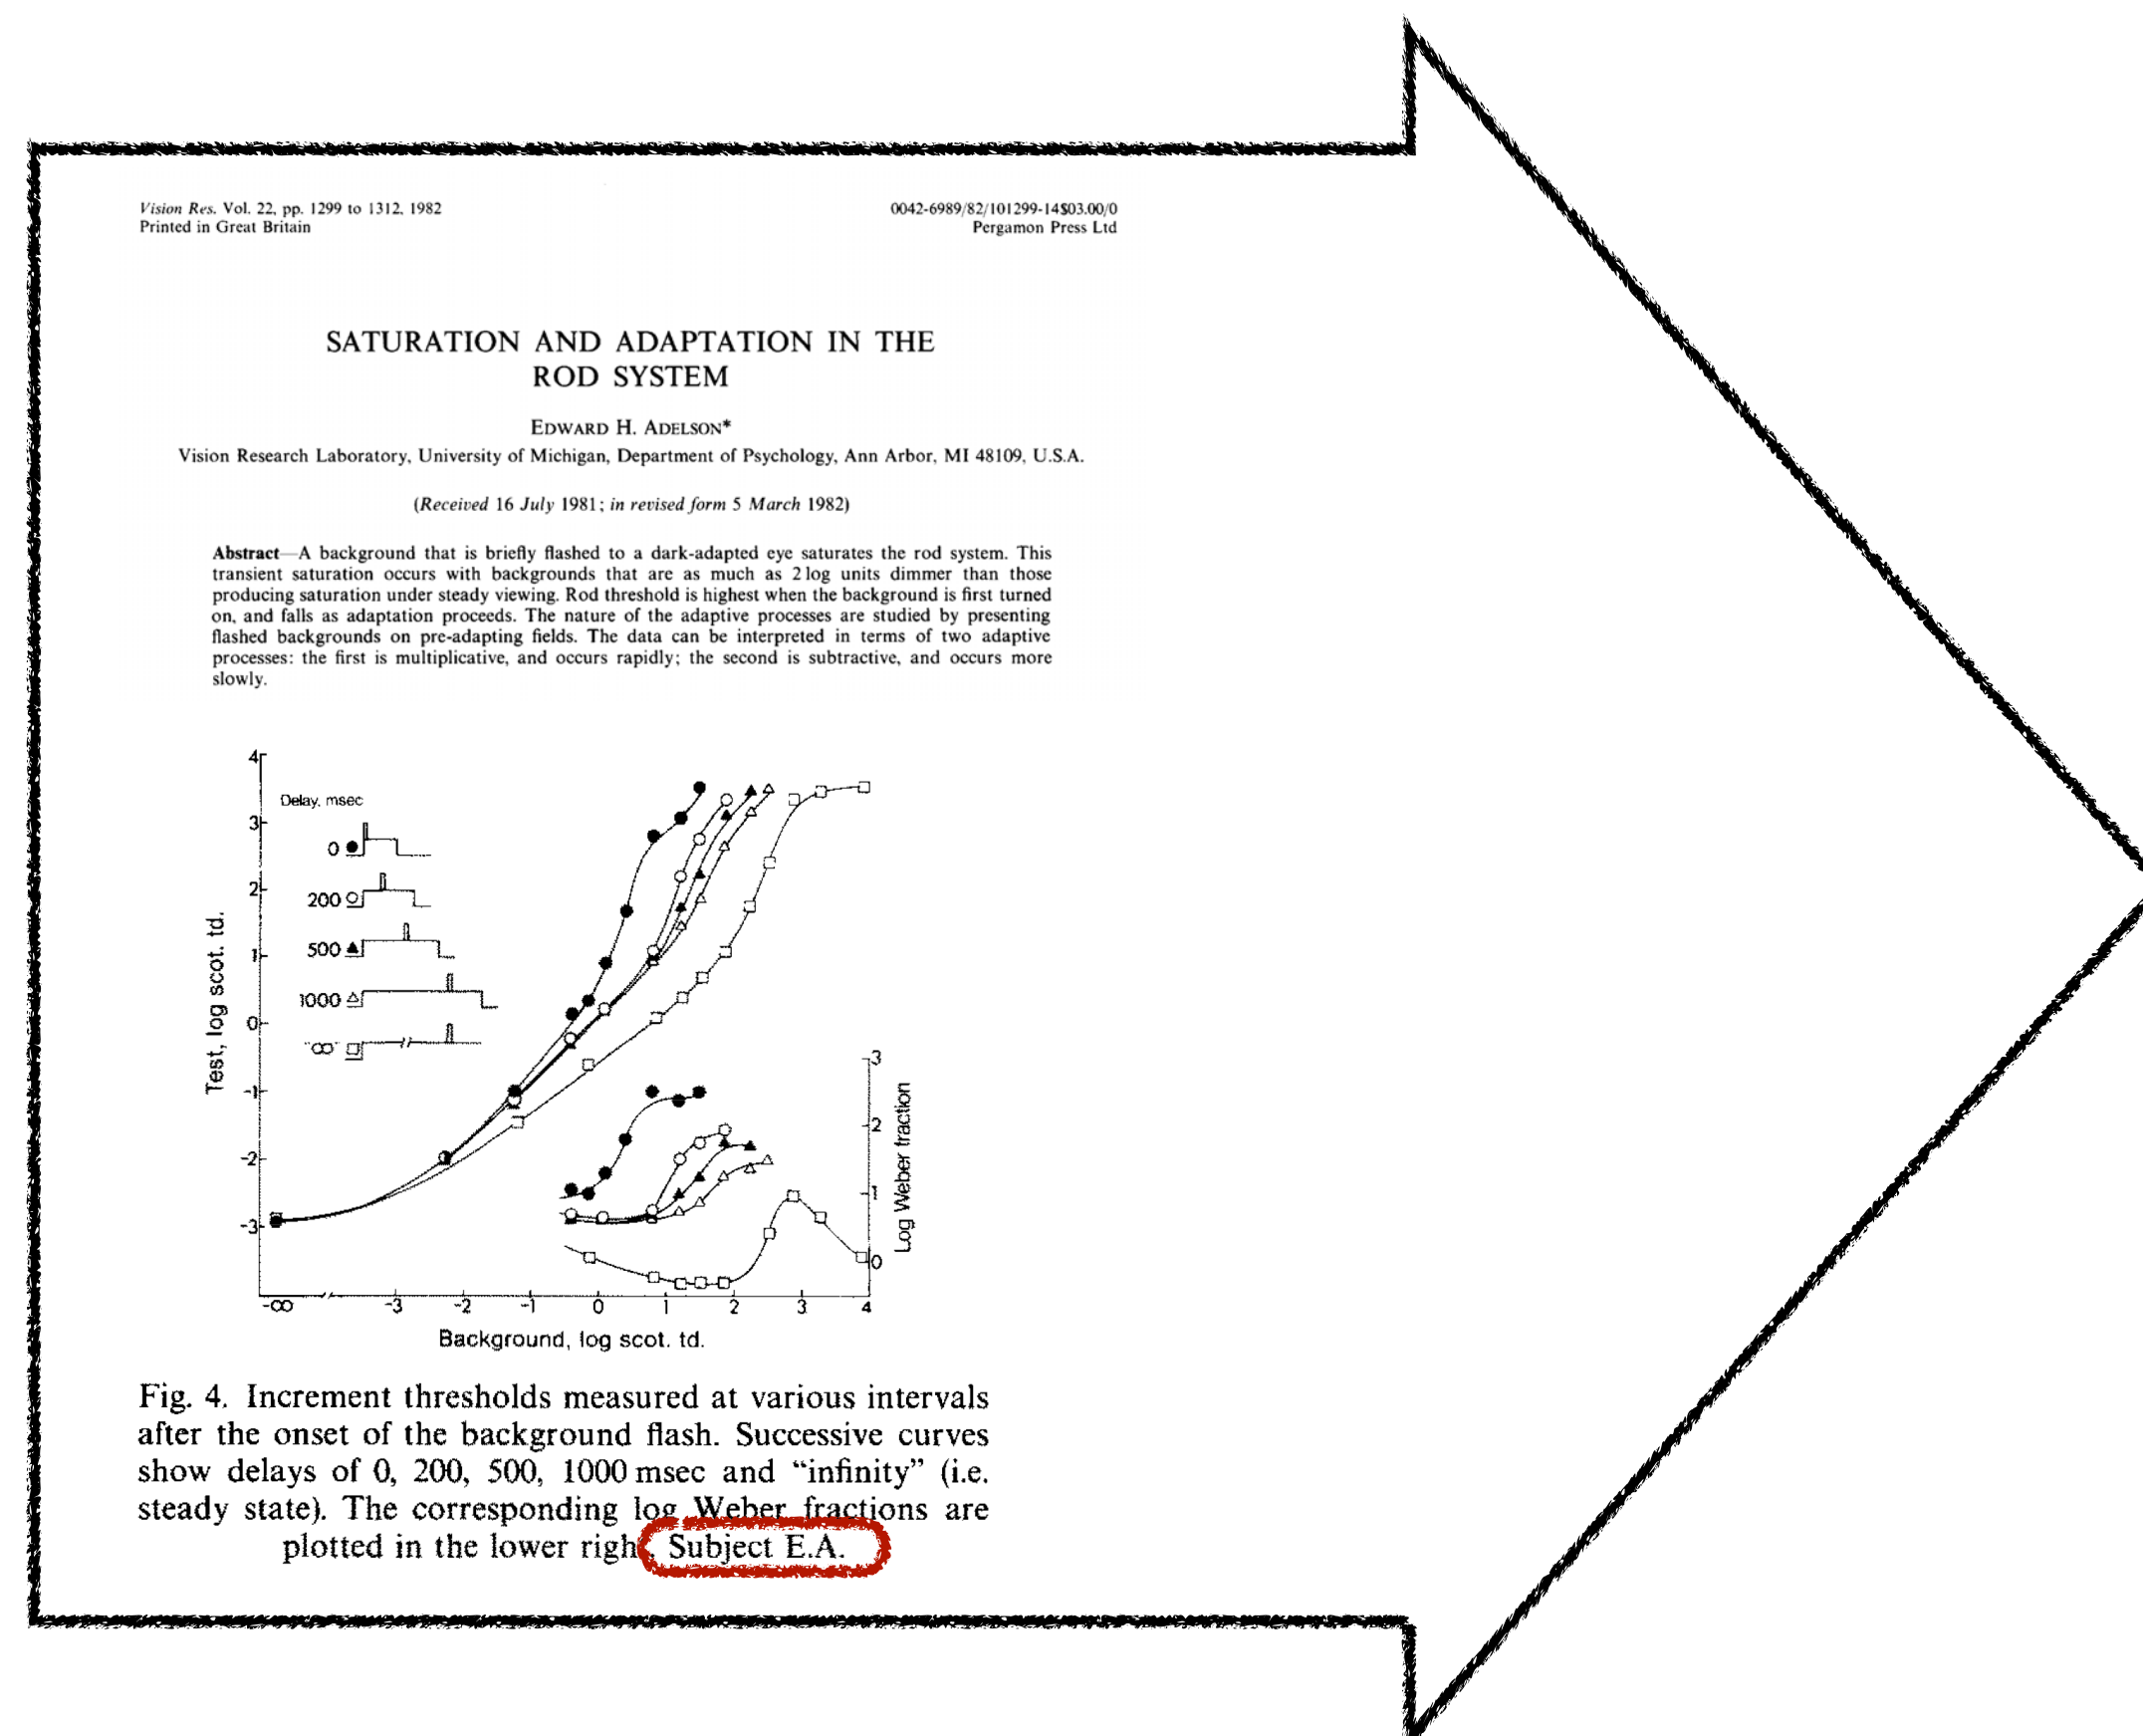 Vision Res. Vol. 22, pp. 1299 to 1312, 1982
Printed in Great Britain
0042-6989/82/101299-14$03.00/0
Pergamon Press Ltd
SATURATION AND ADAPTATION IN THE
ROD SYSTEM
EDWARD H. ADELSON*
Vision Research Laboratory, University of Michigan, Department of Psychology, Ann Arbor, MI 48109, U.S.A.
(Received 16 July 1981; in revised form 5 March 1982)
Abstract—A background that is briefly flashed to a dark-adapted eye saturates the rod system. This
transient saturation occurs with backgrounds that are as much as 2 log units dimmer than those
producing saturation under steady viewing. Rod threshold is highest when the background is first turned
on, and falls as adaptation proceeds. The nature of the adaptive processes are studied by presenting
flashed backgrounds on pre-adapting fields. The data can be interpreted in terms of two adaptive
processes: the first is multiplicative, and occurs rapidly; the second is subtractive, and occurs more
slowly.
4
3
2
1
0
-1
-2
-3
Test, log scot. td.
Delay, msec
0
200
500
1000
"∞"
3
2
1
0
Log Weber fraction
-∞ -3 -2 -1 0 1 2 3 4
Background, log scot. td.
Fig. 4. Increment thresholds measured at various intervals
after the onset of the background flash. Successive curves
show delays of 0, 200, 500, 1000 msec and “infinity” (i.e.
steady state). The corresponding log Weber fractions are
plotted in the lower righ. Subject E.A.